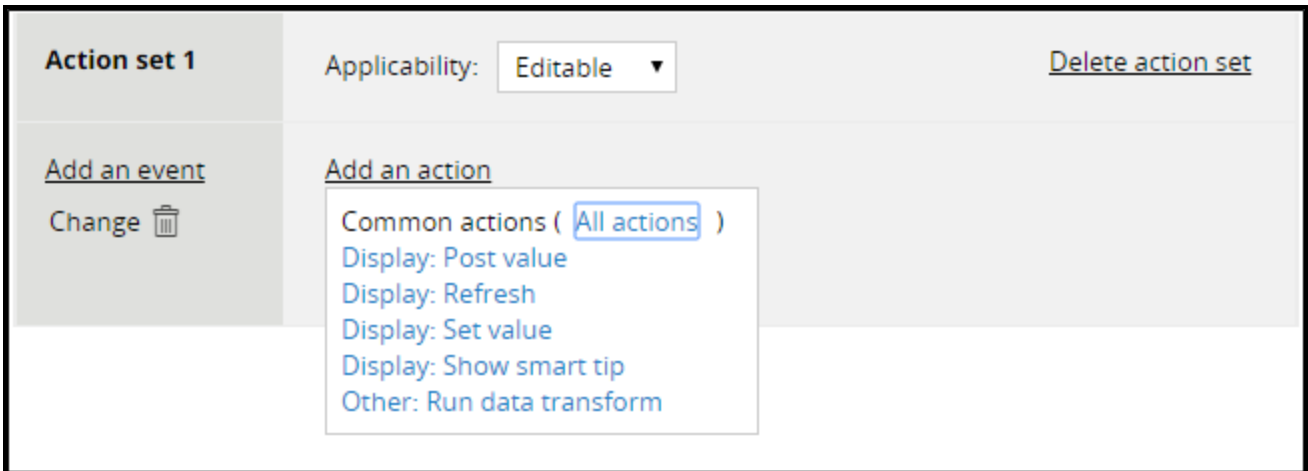 Action set 1
Applicability: Editable
Delete action set
Add an event
Add an action
Change
Common actions ( All actions )
Display: Post value
Display: Refresh
Display: Set value
Display: Show smart tip
Other: Run data transform